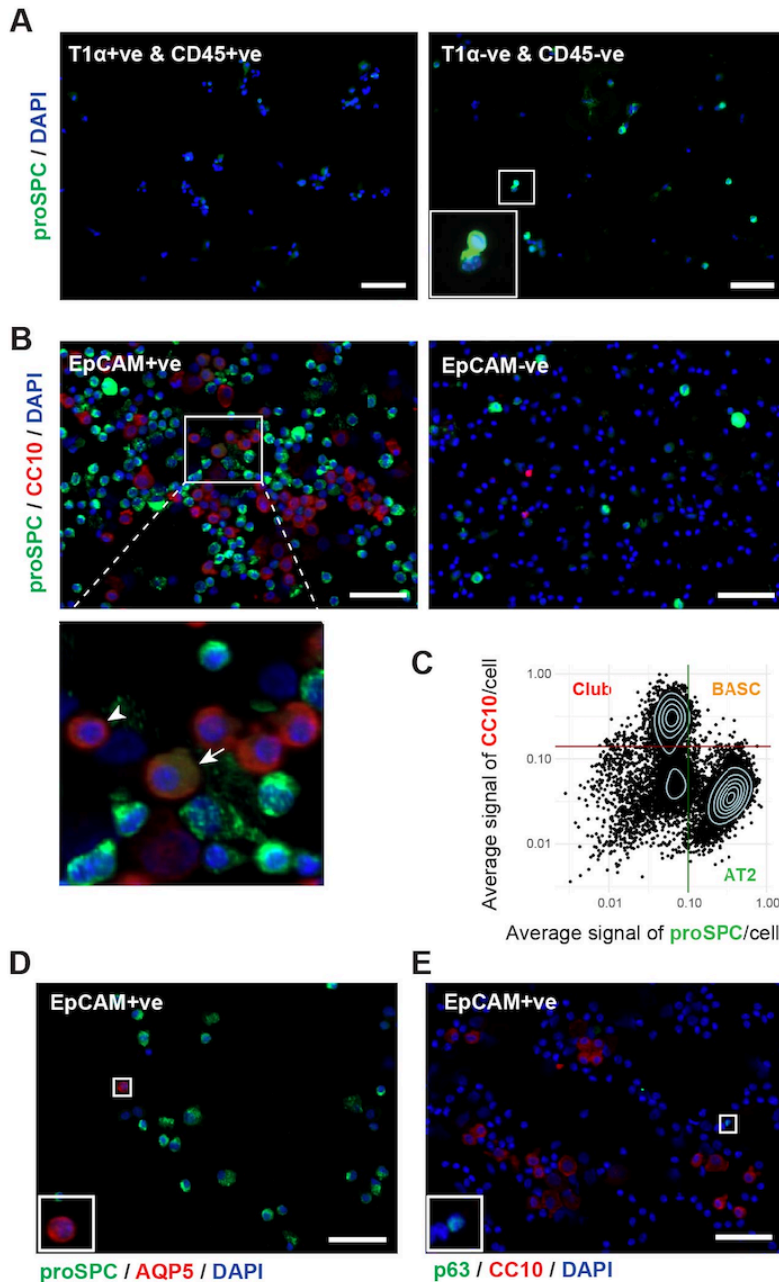 A
T1α+ve & CD45+ve
T1α-ve & CD45-ve
proSPC / DAPI
B
EpCAM+ve
EpCAM-ve
proSPC / CC10 / DAPI
C
Club
BASC
AT2
1.00
0.10
0.01
0.01
0.10
1.00
Average signal of CC10/cell
Average signal of proSPC/cell
D
EpCAM+ve
proSPC / AQP5 / DAPI
E
EpCAM+ve
p63 / CC10 / DAPI